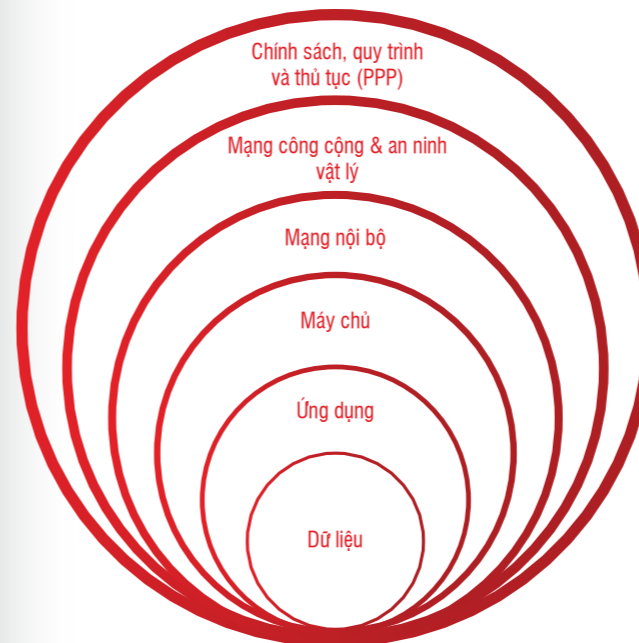 Chính sách, quy trình
và thủ tục (PPP)
Mạng công cộng & an ninh
vật lý
Mạng nội bộ
Máy chủ
Ứng dụng
Dữ liệu